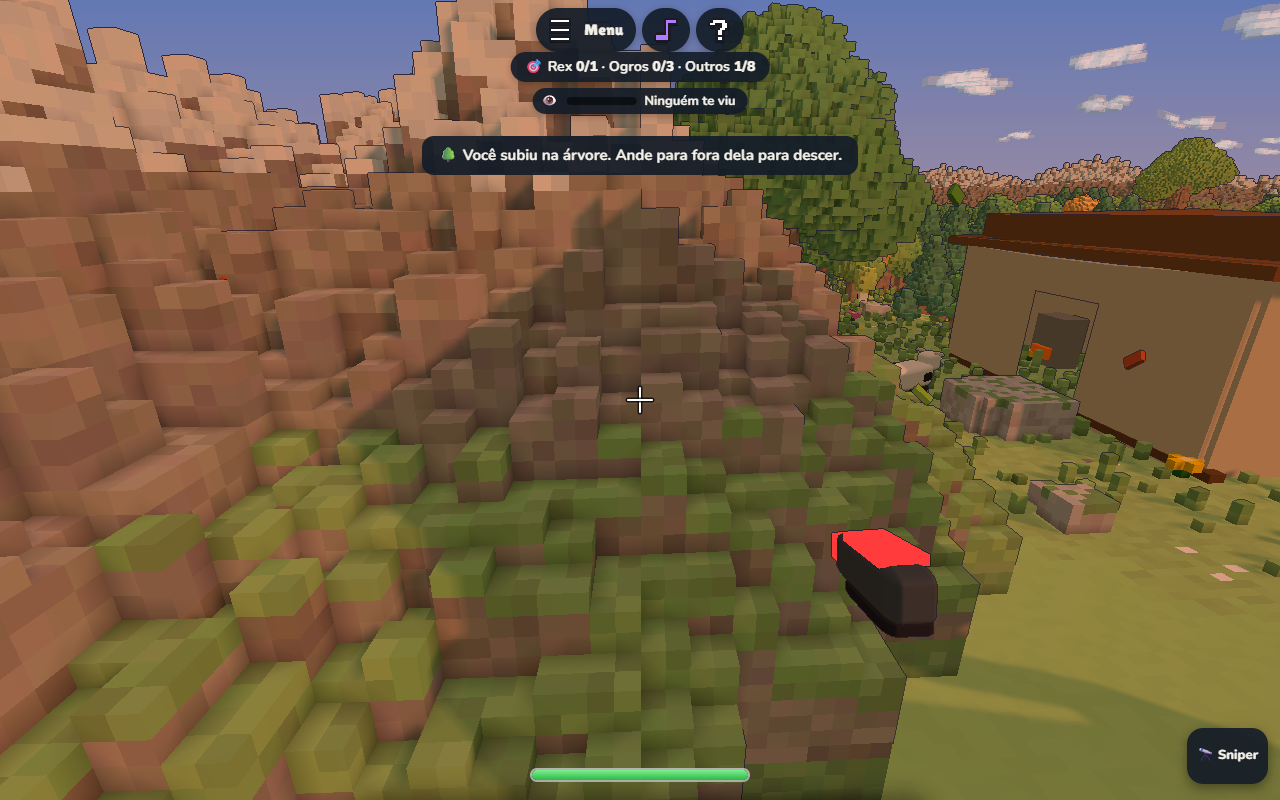 Menu
?
Rex 0/1 · Ogros 0/3 · Outros 1/8
Ninguém te viu
Você subiu na árvore. Ande para fora dela para descer.
Sniper